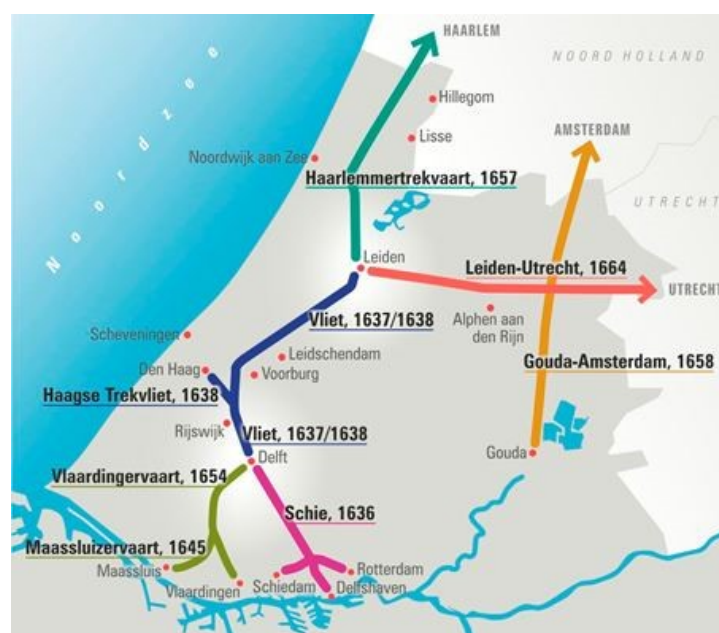 HAARLEM
NOORD HOLLAND
Hillegom
AMSTERDAM
Lisse
Noordwijk aan Zee
Haarlemmertrekvaart, 1657
UTRECHT
Noordzee
Leiden
Leiden-Utrecht, 1664
UTRECHT
Vliet, 1637/1638
Alphen aan
den Rijn
Scheveningen
Leidschendam
Gouda-Amsterdam, 1658
Den Haag
Voorburg
Haagse Trekvliet, 1638
Rijswijk
Vliet, 1637/1638
Gouda
Delft
Vlaardingervaart, 1654
Schie, 1636
Maassluizervaart, 1645
Maassluis
Rotterdam
Vlaardingen
Schiedam
Delfshaven